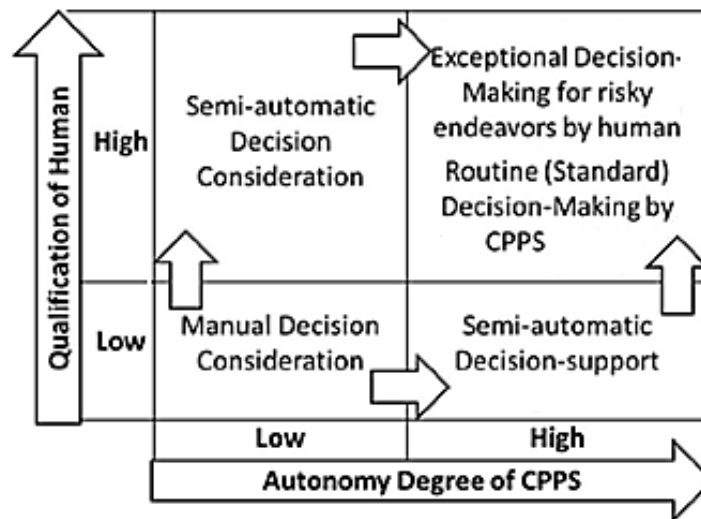 Qualification of Human
High
Semi-automatic
Decision
Consideration
Exceptional Decision-
Making for risky
endeavors by human
Routine (Standard)
Decision-Making by
CPPS
Low
Manual Decision
Consideration
Semi-automatic
Decision-support
Low
High
Autonomy Degree of CPPS